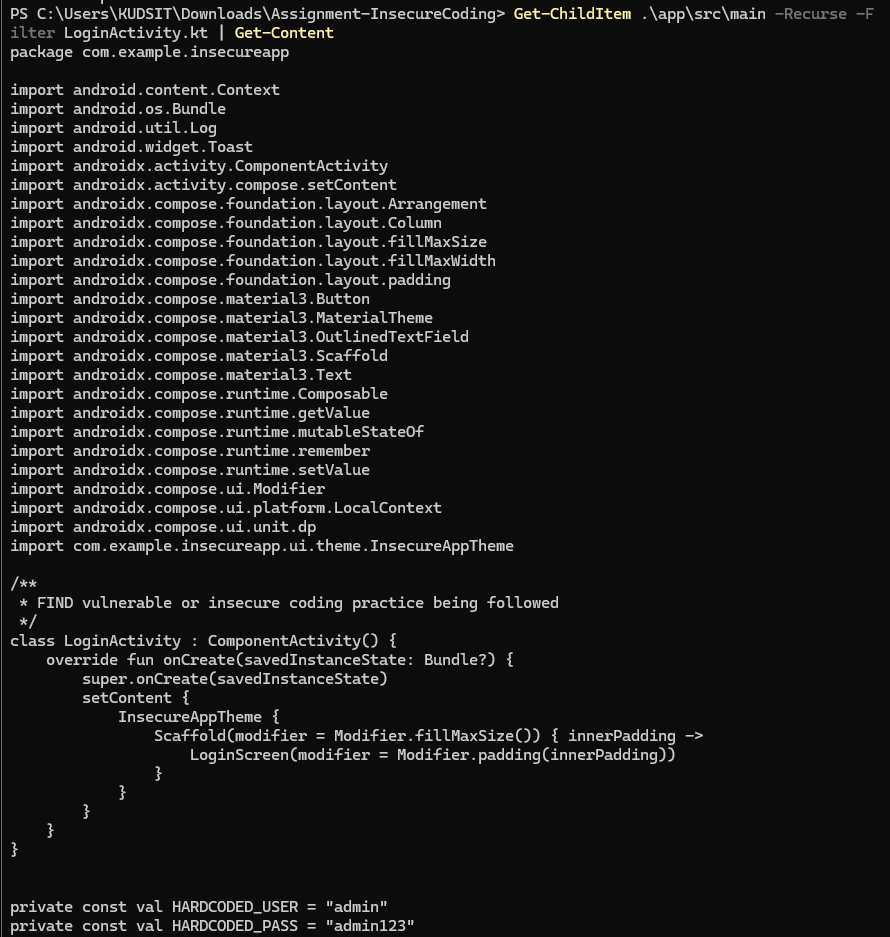 PS C:\Users\KUDSIT\Downloads\Assignment-InsecureCoding> Get-ChildItem .\app\src\main -Recurse -F
ilter LoginActivity.kt | Get-Content
package com.example.insecureapp

import android.content.Context
import android.os.Bundle
import android.util.Log
import android.widget.Toast
import androidx.activity.ComponentActivity
import androidx.activity.compose.setContent
import androidx.compose.foundation.layout.Arrangement
import androidx.compose.foundation.layout.Column
import androidx.compose.foundation.layout.fillMaxSize
import androidx.compose.foundation.layout.fillMaxWidth
import androidx.compose.foundation.layout.padding
import androidx.compose.material3.Button
import androidx.compose.material3.MaterialTheme
import androidx.compose.material3.OutlinedTextField
import androidx.compose.material3.Scaffold
import androidx.compose.material3.Text
import androidx.compose.runtime.Composable
import androidx.compose.runtime.getValue
import androidx.compose.runtime.mutableStateOf
import androidx.compose.runtime.remember
import androidx.compose.runtime.setValue
import androidx.compose.ui.Modifier
import androidx.compose.ui.platform.LocalContext
import androidx.compose.ui.unit.dp
import com.example.insecureapp.ui.theme.InsecureAppTheme

/**
 * FIND vulnerable or insecure coding practice being followed
 */
class LoginActivity : ComponentActivity() {
    override fun onCreate(savedInstanceState: Bundle?) {
        super.onCreate(savedInstanceState)
        setContent {
            InsecureAppTheme {
                Scaffold(modifier = Modifier.fillMaxSize()) { innerPadding ->
                    LoginScreen(modifier = Modifier.padding(innerPadding))
                }
            }
        }
    }
}


private const val HARDCODED_USER = "admin"
private const val HARDCODED_PASS = "admin123"